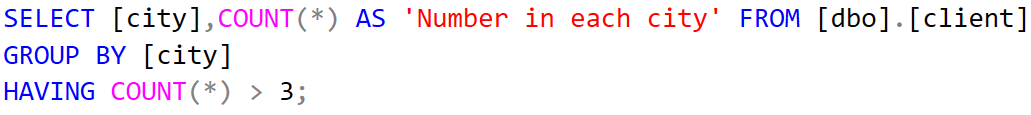 SELECT [city],COUNT(*) AS 'Number in each city' FROM [dbo].[client]
GROUP BY [city]
HAVING COUNT(*) > 3;